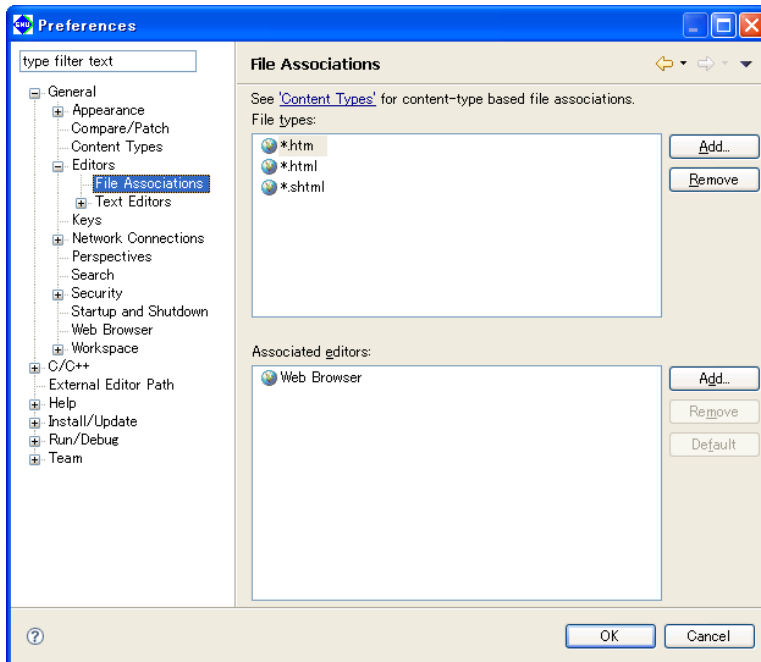 EMU Preferences
type filter text
General
Appearance
Compare/Patch
Content Types
Editors
File Associations
Text Editors
Keys
Network Connections
Perspectives
Search
Security
Startup and Shutdown
Web Browser
Workspace
C/C++
External Editor Path
Help
Install/Update
Run/Debug
Team
File Associations
See 'Content Types' for content-type based file associations.
File types:
*.htm
*.html
*.shtml
Add...
Remove
Associated editors:
Web Browser
Add...
Remove
Default
?
OK
Cancel